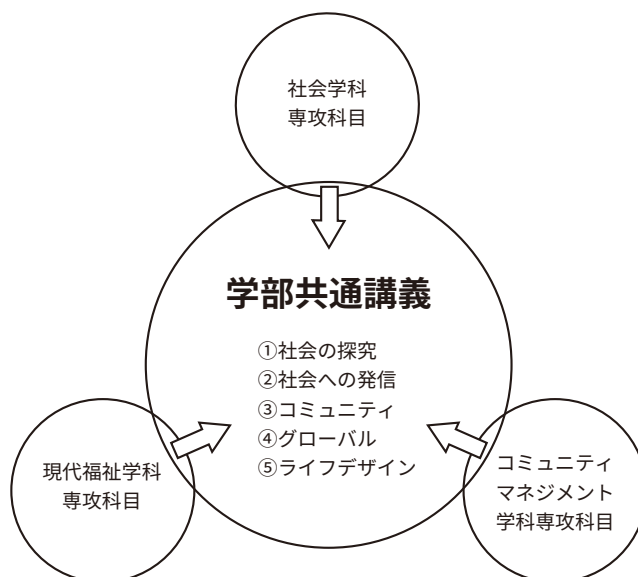 社会学科
専攻科目
学部共通講義
①社会の探究
②社会への発信
③コミュニティ
④グローバル
⑤ライフデザイン
現代福祉学科
専攻科目
コミュニティ
マネジメント
学科専攻科目